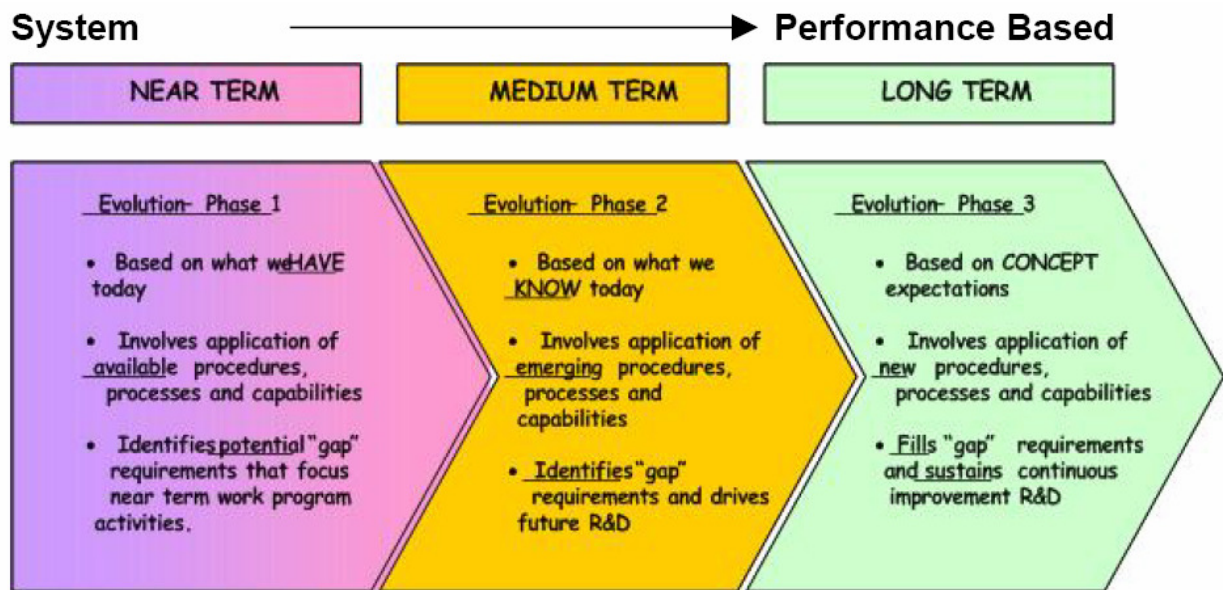 System
Performance Based
NEAR TERM
MEDIUM TERM
LONG TERM
Evolution- Phase 1
• Based on what weHAVE
today
• Involves application of
available procedures,
processes and capabilities
• Identifies potential "gap"
requirements that focus
near term work program
activities.
Evolution- Phase 2
• Based on what we
KNOW today
• Involves application of
emerging procedures,
processes and
capabilities
• Identifies "gap"
requirements and drives
future R&D
Evolution- Phase 3
• Based on CONCEPT
expectations
• Involves application of
new procedures,
processes and capabilities
• Fills "gap" requirements
and sustains continuous
improvement R&D